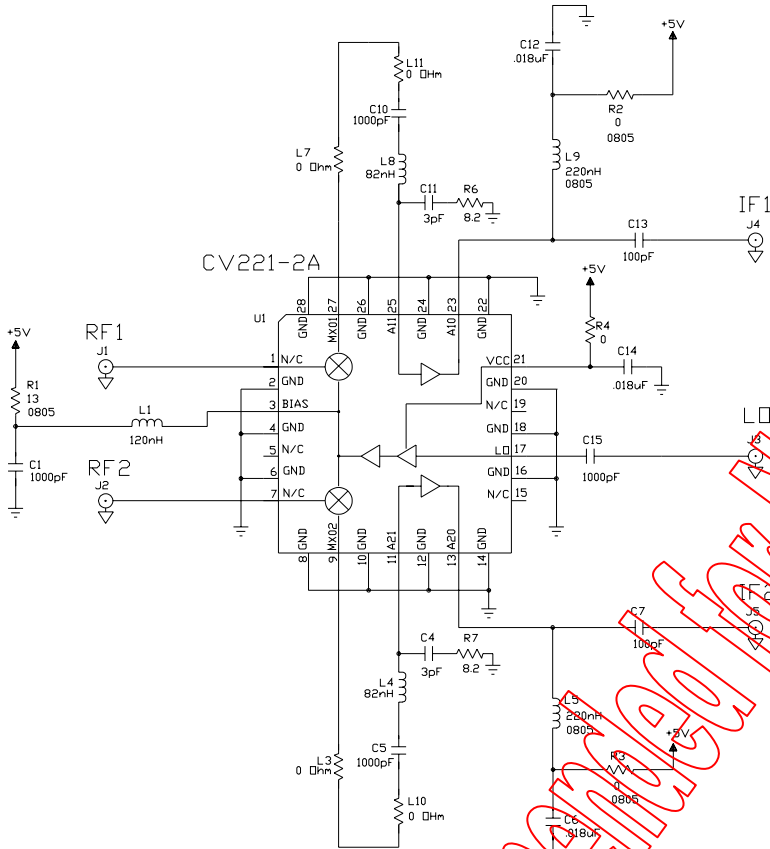 +5V
C12
.018uF
R2
0
0805
L11
0 Ohm
C10
1000pF
L7
0 Ohm
L8
82nH
L9
220nH
0805
C11
3pF
R6
8.2
IF1
J4
C13
100pF
CV221-2A
+5V
U1
GND 28
MX01 27
GND 26
A11 25
GND 24
A10 23
GND 22
R4
0
+5V
RF1
J1
1 N/C
2 GND
3 BIAS
4 GND
5 N/C
6 GND
7 N/C
VCC 21
GND 20
N/C 19
GND 18
LO 17
GND 16
N/C 15
C14
.018uF
R1
13
0805
L1
120nH
C1
1000pF
RF2
J2
LO
J3
C15
1000pF
8 GND
9 MX02
10 GND
11 A21
12 GND
13 A20
14 GND
IF2
J5
C7
100pF
C4
3pF
R7
8.2
L4
82nH
L5
220nH
0805
+5V
C5
1000pF
L3
0 Ohm
R3
0
0805
L10
0 Ohm
C6
.018uF